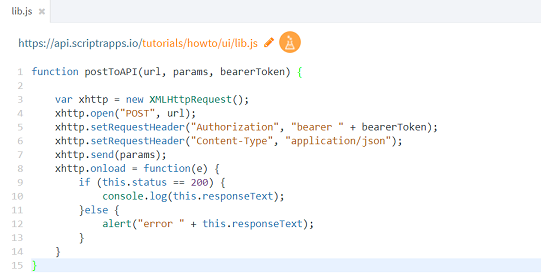 lib.js ×
https://api.scriptrapps.io/tutorials/howto/ui/lib.js
1 function postToAPI(url, params, bearerToken) {
2
3 var xhttp = new XMLHttpRequest();
4 xhttp.open("POST", url);
5 xhttp.setRequestHeader("Authorization", "bearer " + bearerToken);
6 xhttp.setRequestHeader("Content-Type", "application/json");
7 xhttp.send(params);
8 xhttp.onload = function(e) {
9 if (this.status == 200) {
10 console.log(this.responseText);
11 }else {
12 alert("error " + this.responseText);
13 }
14 }
15 }